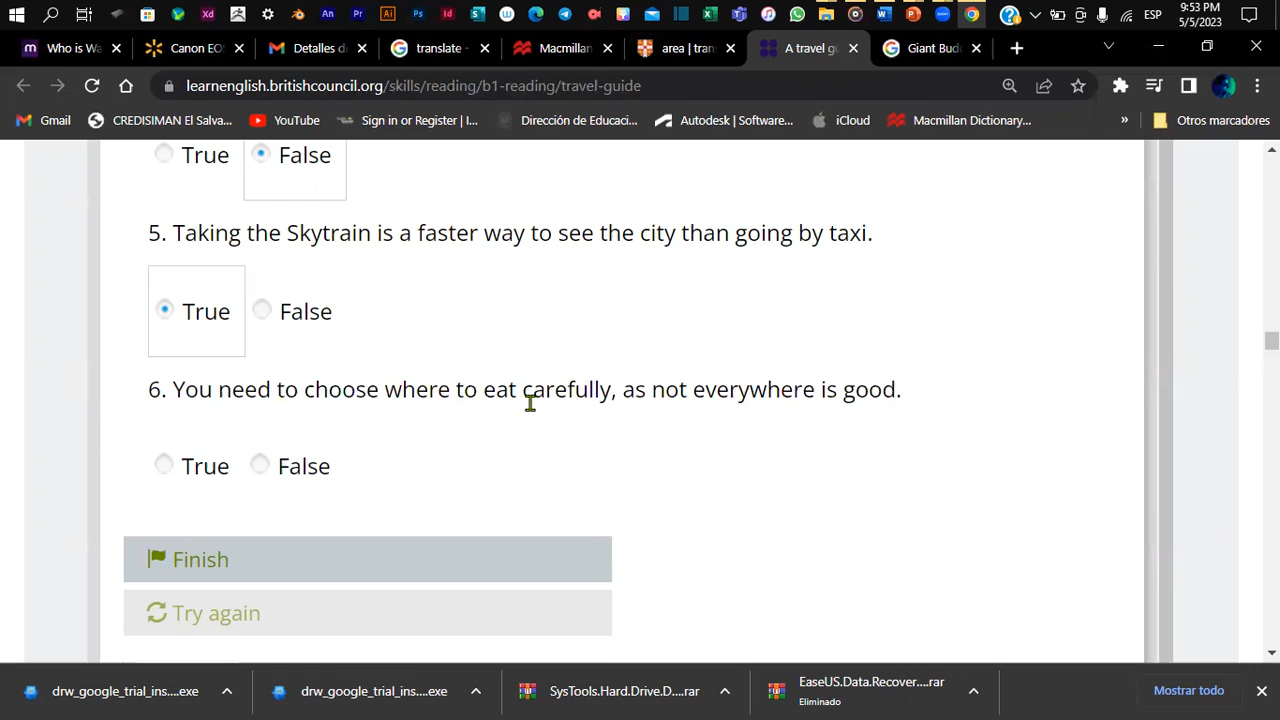 9:53 PM
ESP
5/5/2023
Who is Wa
Canon EOS
Detalles d
translate -
Macmillan
area | tran
A travel gu
Giant Bud
learnenglish.britishcouncil.org/skills/reading/b1-reading/travel-guide
Gmail
CREDISIMAN El Salva...
YouTube
Sign in or Register | I...
Dirección de Educaci...
Autodesk | Software...
iCloud
Macmillan Dictionary...
»
Otros marcadores
True
False
5. Taking the Skytrain is a faster way to see the city than going by taxi.
True
False
6. You need to choose where to eat carefully, as not everywhere is good.
True
False
Finish
Try again
drw_google_trial_ins....exe
drw_google_trial_ins....exe
SysTools.Hard.Drive.D....rar
EaseUS.Data.Recover....rar
Eliminado
Mostrar todo